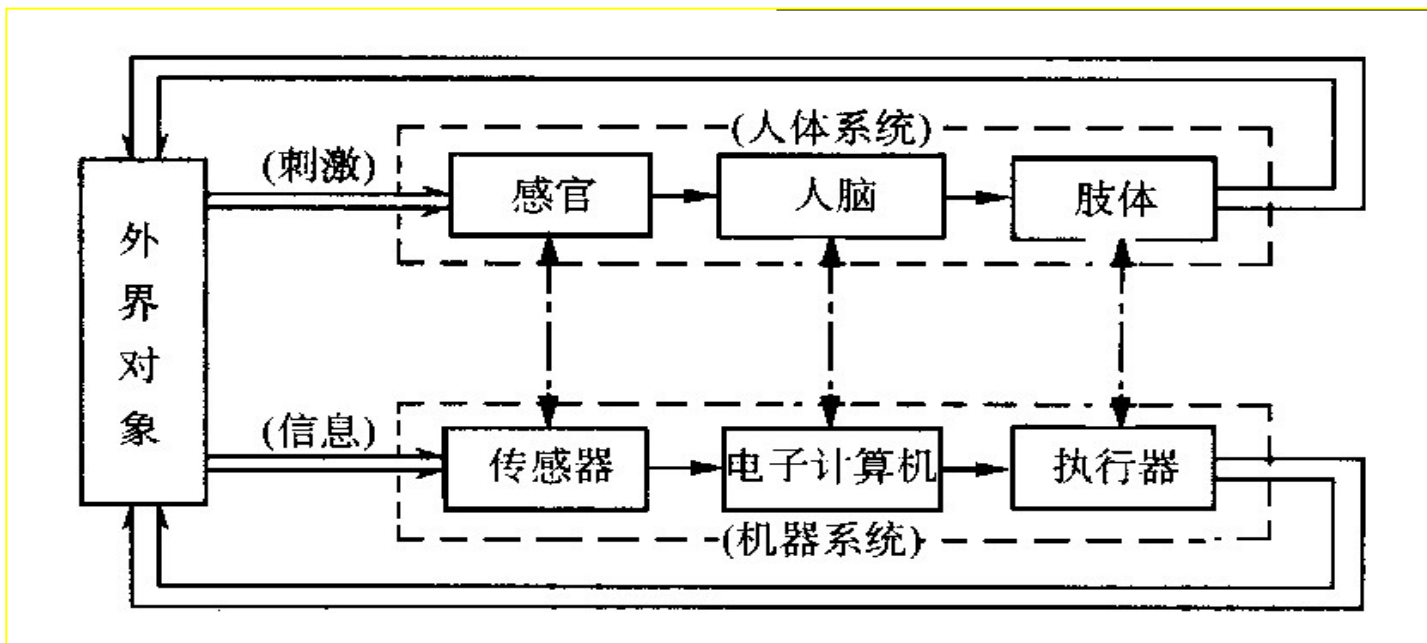 (人体系统)
(刺激)
感官
人脑
肢体
外界对象
(信息)
传感器
电子计算机
执行器
(机器系统)